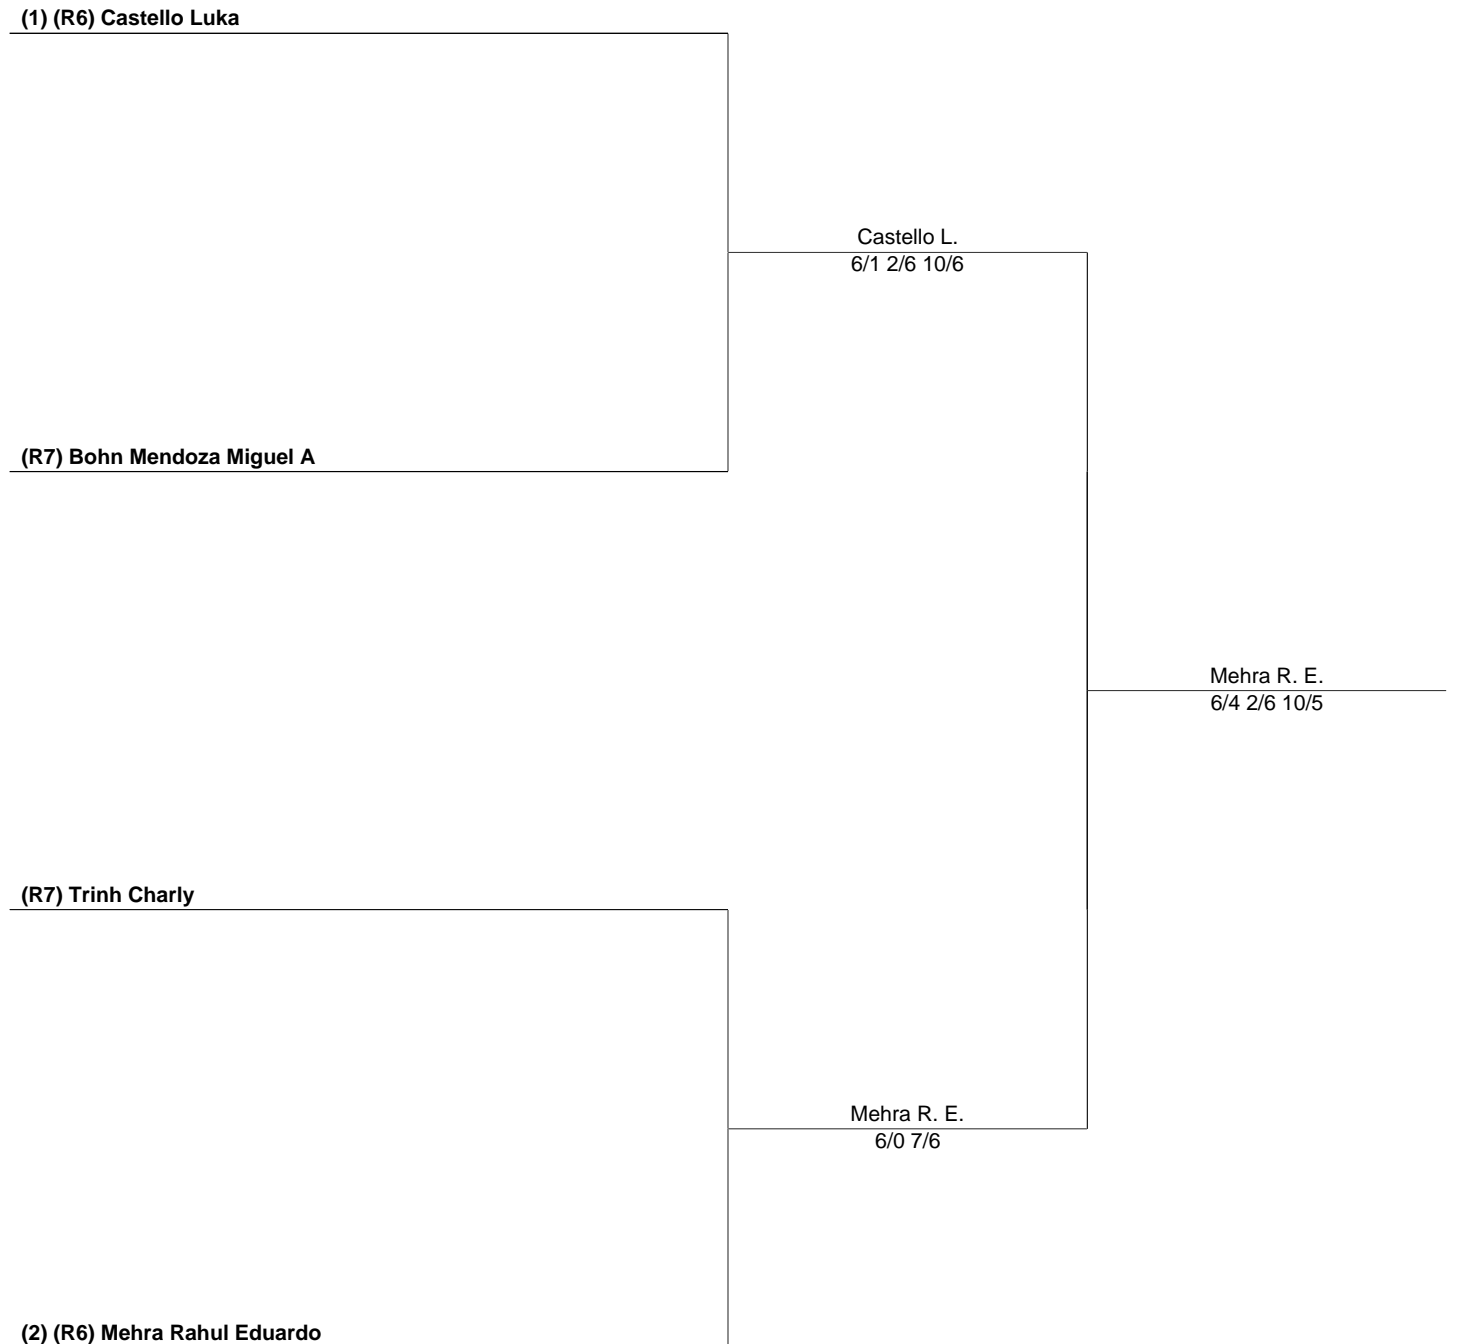 (1) (R6) Castello Luka
Castello L.
6/1 2/6 10/6
(R7) Bohn Mendoza Miguel A
Mehra R. E.
6/4 2/6 10/5
(R7) Trinh Charly
Mehra R. E.
6/0 7/6
(2) (R6) Mehra Rahul Eduardo